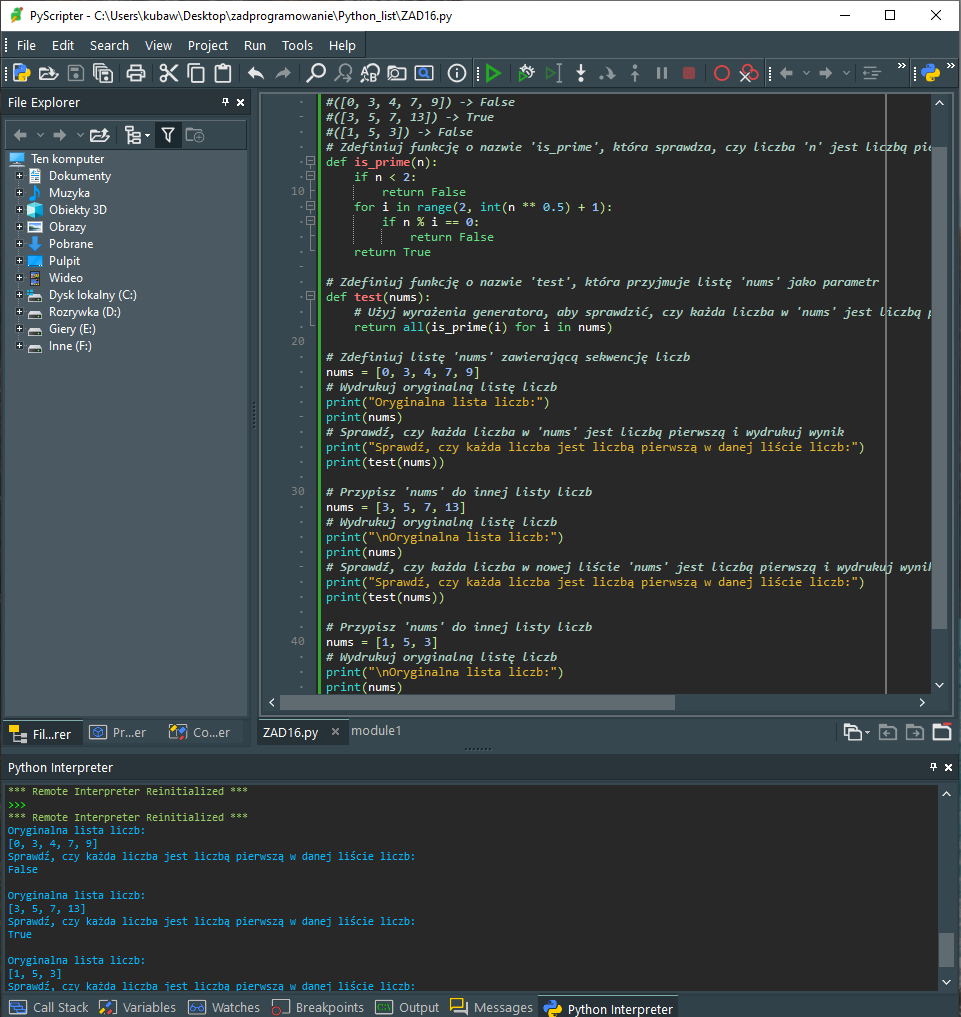 PyScripter - C:\Users\kubaw\Desktop\zadprogramowanie\Python_list\ZAD16.py
File Edit Search View Project Run Tools Help
File Explorer
Ten komputer
Dokumenty
Muzyka
Obiekty 3D
Obrazy
Pobrane
Pulpit
Wideo
Dysk lokalny (C:)
Rozrywka (D:)
Giery (E:)
Inne (F:)
Fil...rer Pr...er Co...er
#([0, 3, 4, 7, 9]) -> False
#([3, 5, 7, 13]) -> True
#([1, 5, 3]) -> False
# Zdefiniuj funkcję o nazwie 'is_prime', która sprawdza, czy liczba 'n' jest liczbą pie
def is_prime(n):
if n < 2:
10 return False
for i in range(2, int(n ** 0.5) + 1):
if n % i == 0:
return False
return True
# Zdefiniuj funkcję o nazwie 'test', która przyjmuje listę 'nums' jako parametr
def test(nums):
# Użyj wyrażenia generatora, aby sprawdzić, czy każda liczba w 'nums' jest liczbą p
return all(is_prime(i) for i in nums)
20
# Zdefiniuj listę 'nums' zawierającą sekwencję liczb
nums = [0, 3, 4, 7, 9]
# Wydrukuj oryginalną listę liczb
print("Oryginalna lista liczb:")
print(nums)
# Sprawdź, czy każda liczba w 'nums' jest liczbą pierwszą i wydrukuj wynik
print("Sprawdź, czy każda liczba jest liczbą pierwszą w danej liście liczb:")
print(test(nums))
30 # Przypisz 'nums' do innej listy liczb
nums = [3, 5, 7, 13]
# Wydrukuj oryginalną listę liczb
print("\nOryginalna lista liczb:")
print(nums)
# Sprawdź, czy każda liczba w nowej liście 'nums' jest liczbą pierwszą i wydrukuj wynik
print("Sprawdź, czy każda liczba jest liczbą pierwszą w danej liście liczb:")
print(test(nums))
# Przypisz 'nums' do innej listy liczb
40 nums = [1, 5, 3]
# Wydrukuj oryginalną listę liczb
print("\nOryginalna lista liczb:")
print(nums)
ZAD16.py × module1
Python Interpreter
*** Remote Interpreter Reinitialized ***
>>>
*** Remote Interpreter Reinitialized ***
Oryginalna lista liczb:
[0, 3, 4, 7, 9]
Sprawdź, czy każda liczba jest liczbą pierwszą w danej liście liczb:
False
Oryginalna lista liczb:
[3, 5, 7, 13]
Sprawdź, czy każda liczba jest liczbą pierwszą w danej liście liczb:
True
Oryginalna lista liczb:
[1, 5, 3]
Sprawdź, czy każda liczba jest liczbą pierwszą w danej liście liczb:
Call Stack Variables Watches Breakpoints Output Messages Python Interpreter